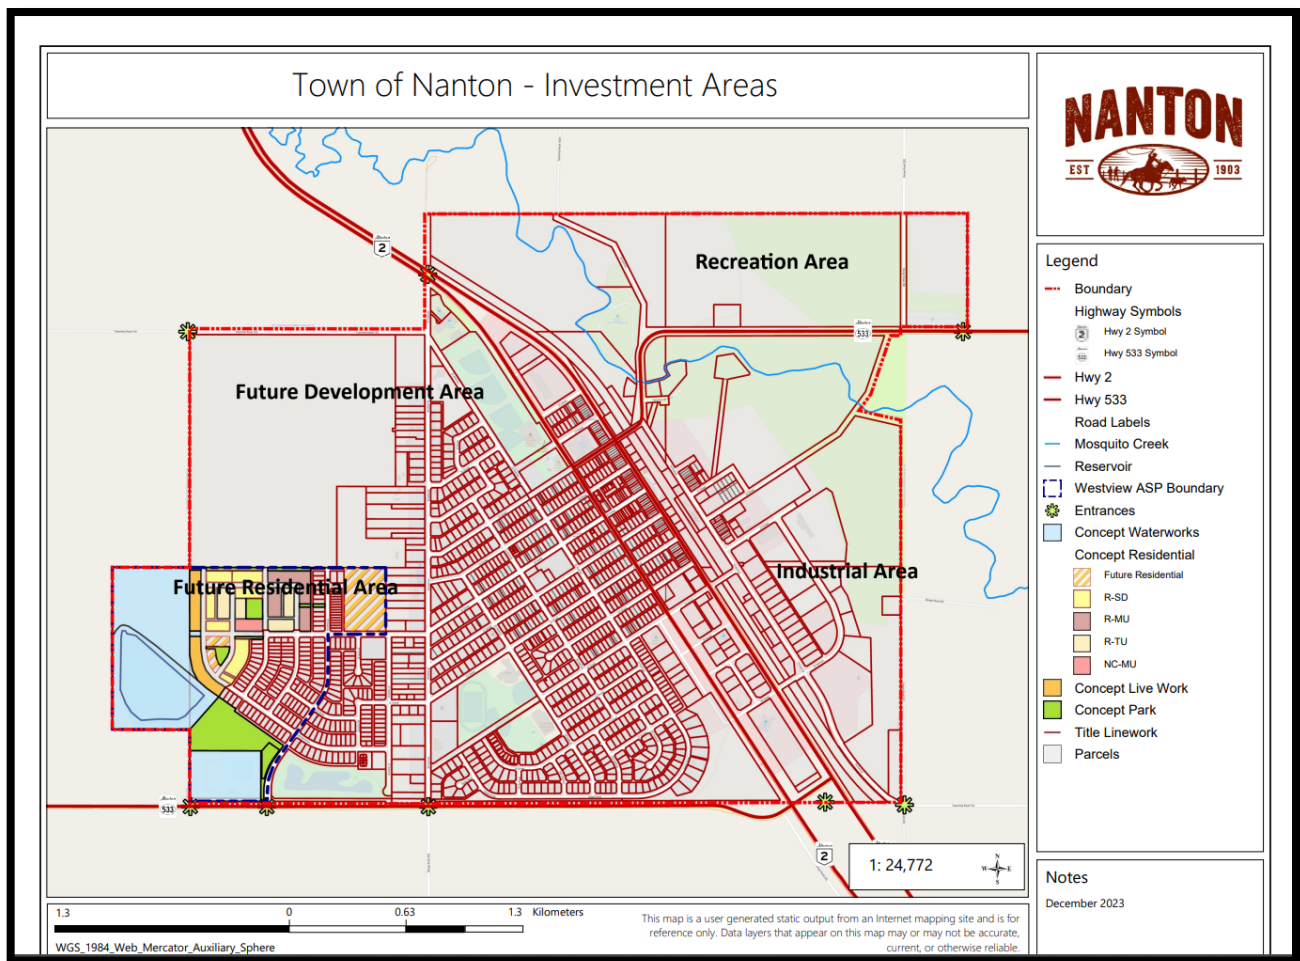 Town of Nanton - Investment Areas
NANTON
EST 1903
2
Recreation Area
533
Future Development Area
Industrial Area
Future Residential Area
533
2
1: 24,772
N
W E
S
Legend
Boundary
Highway Symbols
Hwy 2 Symbol
Hwy 533 Symbol
Hwy 2
Hwy 533
Road Labels
Mosquito Creek
Reservoir
Westview ASP Boundary
Entrances
Concept Waterworks
Concept Residential
Future Residential
R-SD
R-MU
R-TU
NC-MU
Concept Live Work
Concept Park
Title Linework
Parcels
Notes
December 2023
1.3 0 0.63 1.3 Kilometers
WGS_1984_Web_Mercator_Auxiliary_Sphere
This map is a user generated static output from an Internet mapping site and is for
reference only. Data layers that appear on this map may or may not be accurate,
current, or otherwise reliable.